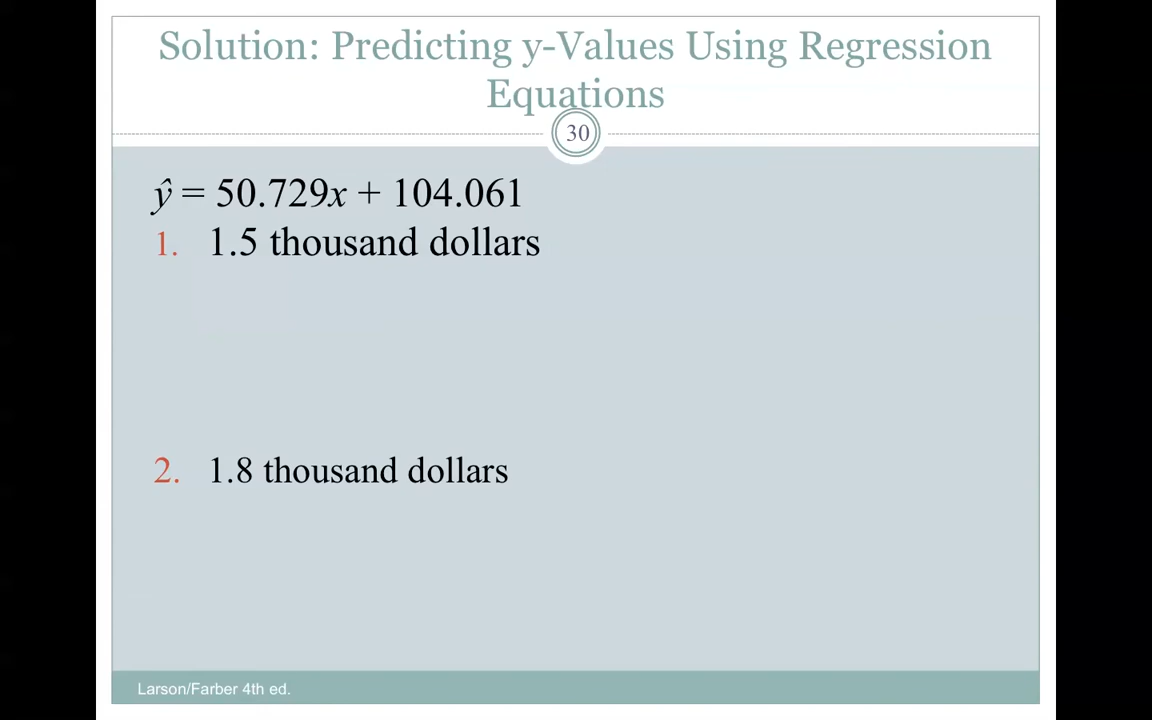 Solution: Predicting y-Values Using Regression
Equations
30
ŷ = 50.729x + 104.061
1. 1.5 thousand dollars
2. 1.8 thousand dollars
Larson/Farber 4th ed.